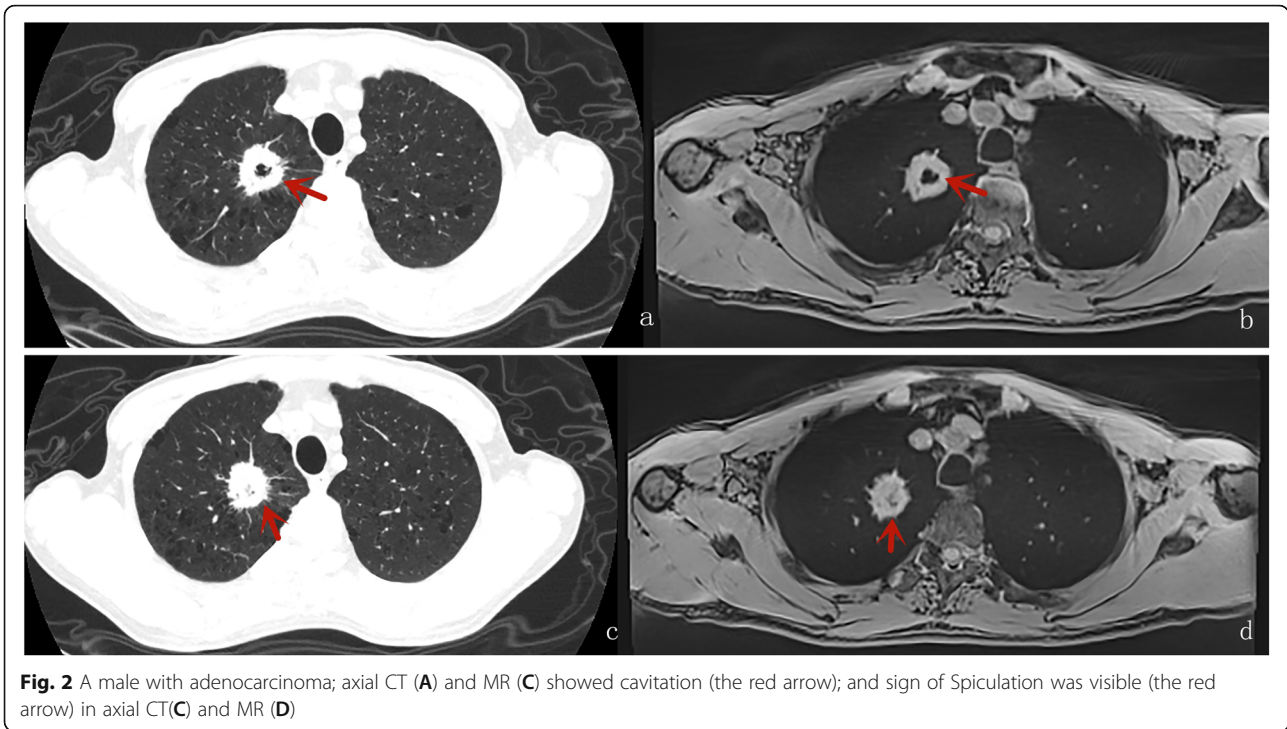 a
b
c
d
Fig. 2 A male with adenocarcinoma; axial CT (A) and MR (C) showed cavitation (the red arrow); and sign of Spiculation was visible (the red
arrow) in axial CT(C) and MR (D)